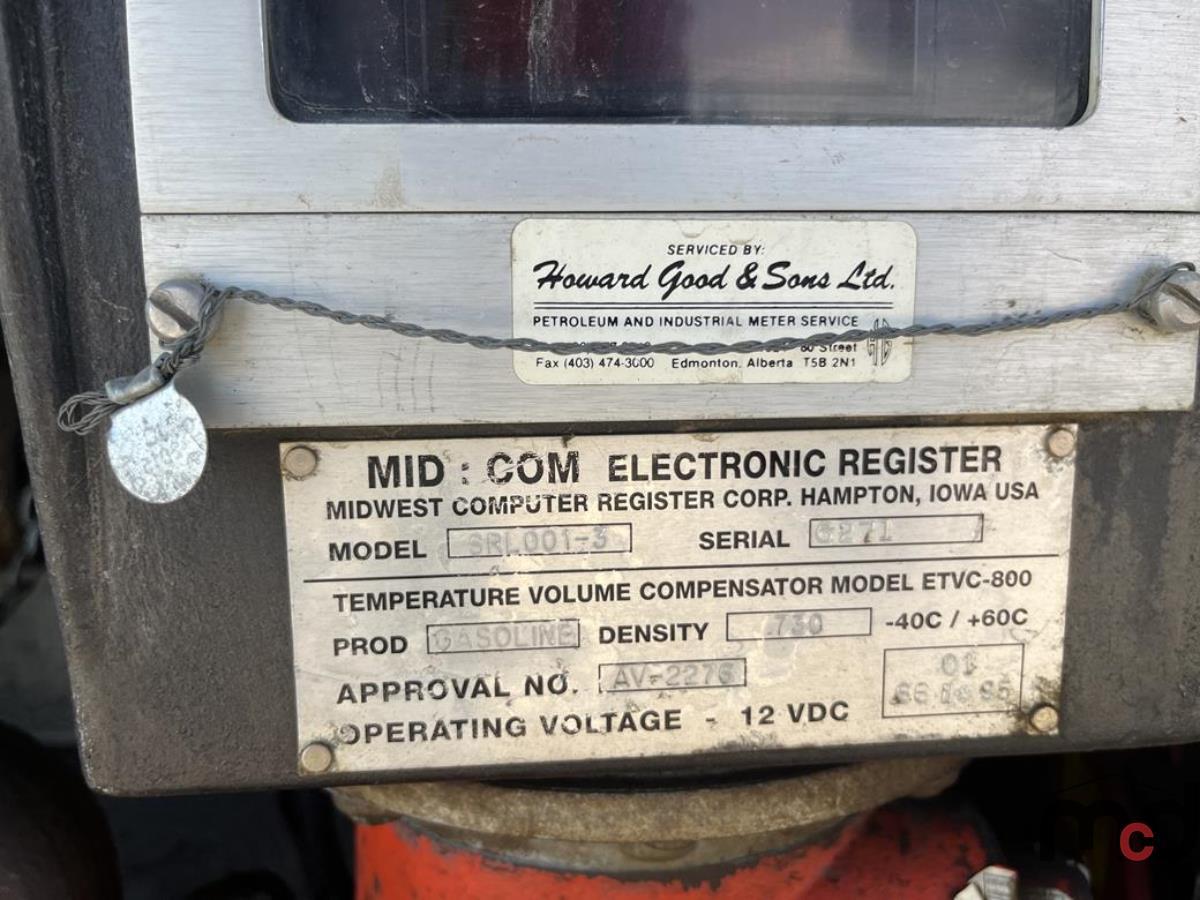 SERVICED BY:
Howard Good & Sons Ltd.
PETROLEUM AND INDUSTRIAL METER SERVICE
Street
Fax (403) 474-3000 Edmonton, Alberta T5B 2N1
MID : COM ELECTRONIC REGISTER
MIDWEST COMPUTER REGISTER CORP. HAMPTON, IOWA USA
MODEL SRL001-3 SERIAL
TEMPERATURE VOLUME COMPENSATOR MODEL ETVC-800
PROD GASOLINE DENSITY .730 -40C / +60C
APPROVAL NO. AV-2276
01
OPERATING VOLTAGE - 12 VDC
mc